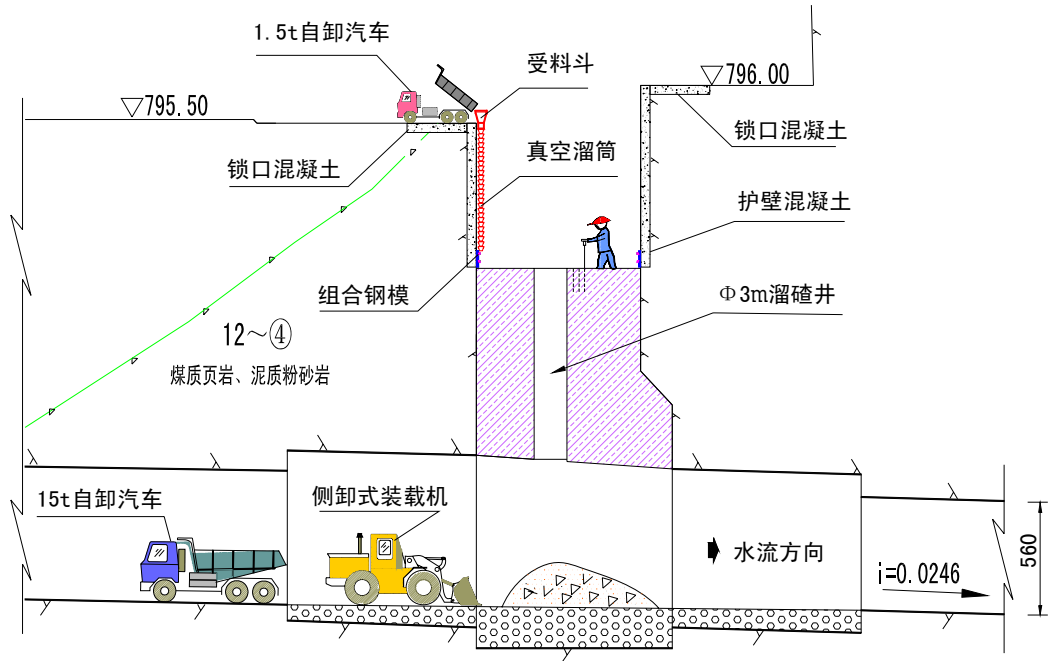 1.5t自卸汽车
受料斗
▽796.00
▽795.50
锁口混凝土
真空溜筒
锁口混凝土
护壁混凝土
组合钢模
Φ3m溜碴井
12～④
煤质页岩、泥质粉砂岩
15t自卸汽车
侧卸式装载机
水流方向
560
i=0.0246